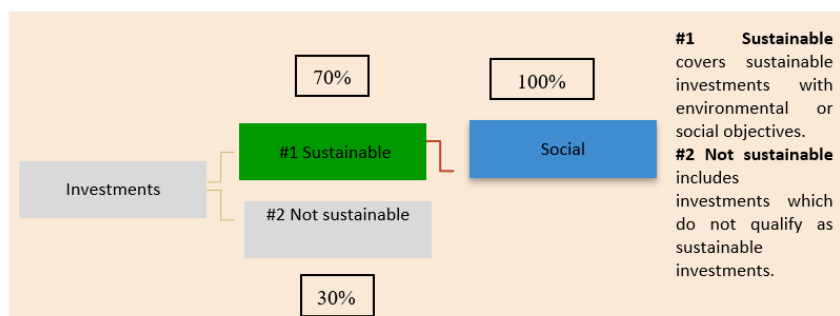 70%
100%
#1 Sustainable
Social
Investments
#2 Not sustainable
30%
#1 Sustainable
covers sustainable
investments with
environmental or
social objectives.
#2 Not sustainable
includes
investments which
do not qualify as
sustainable
investments.